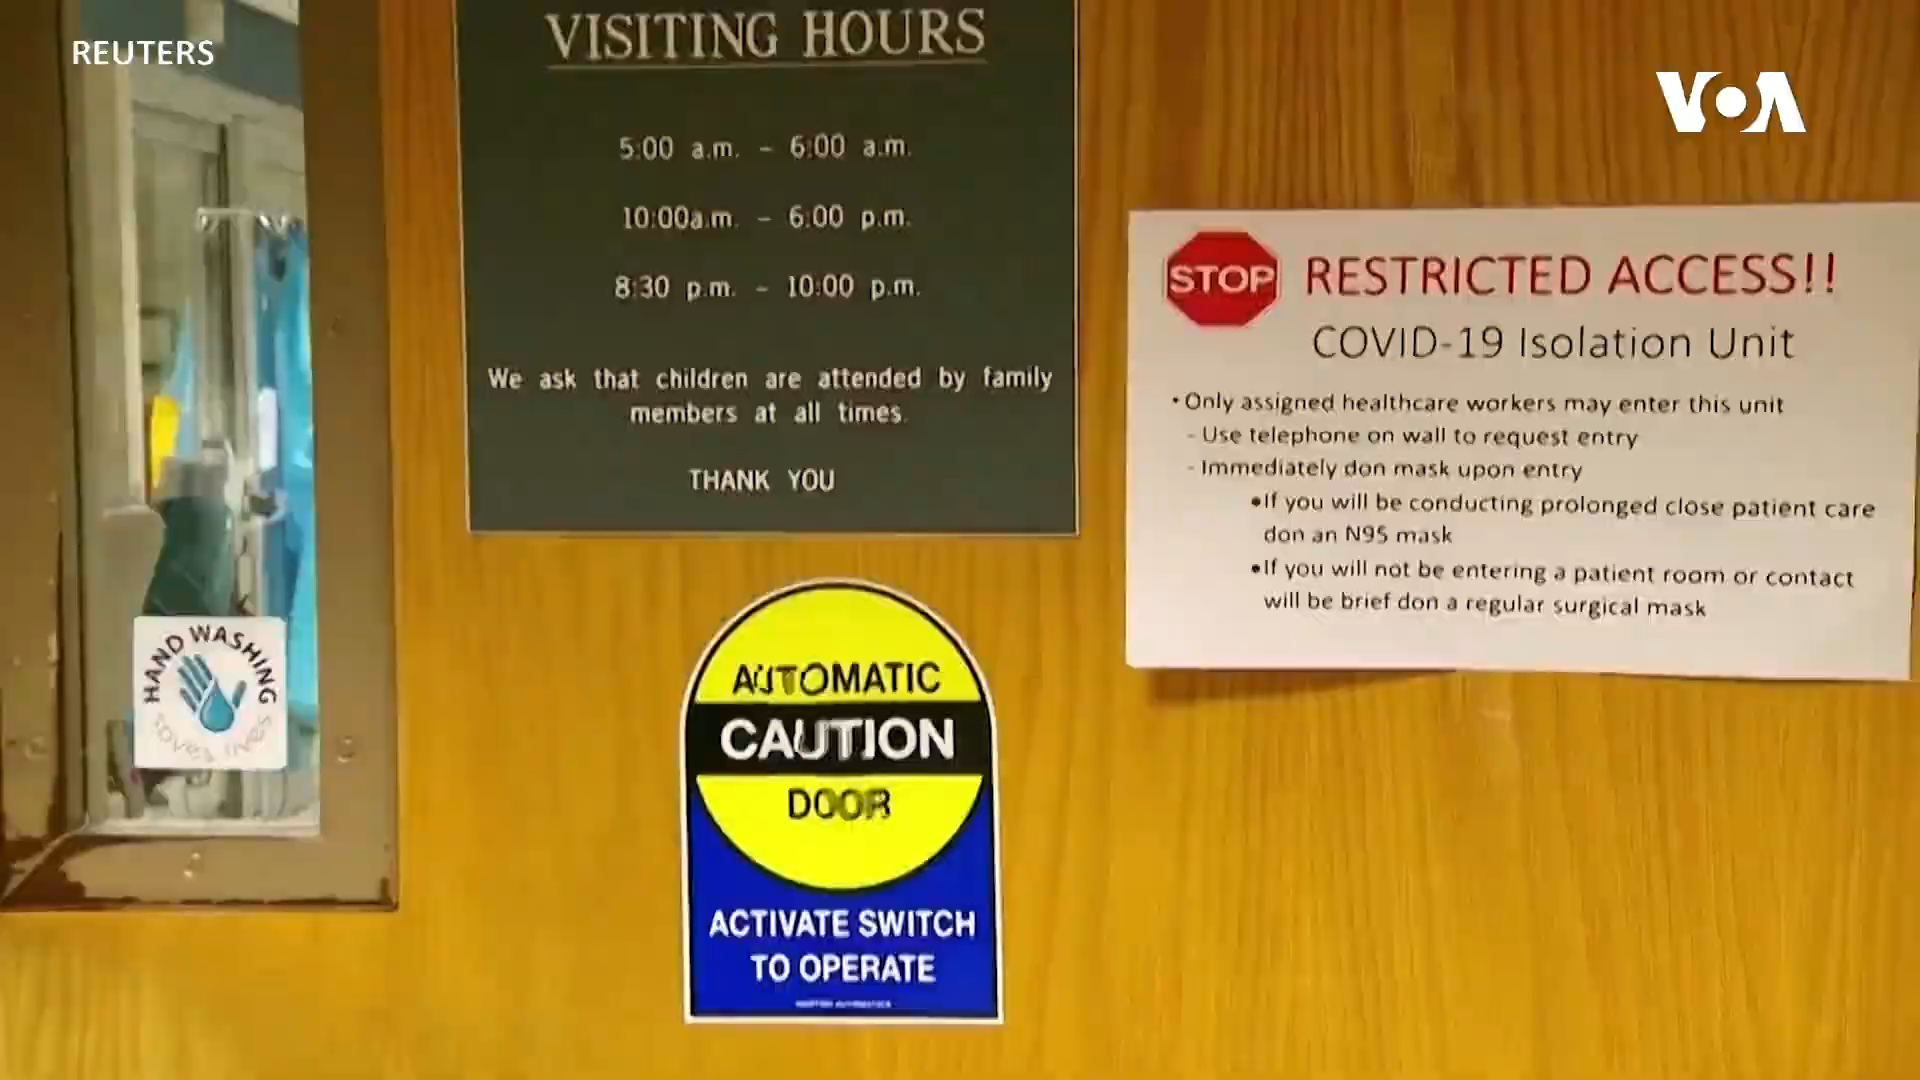 REUTERS
VOA
VISITING HOURS
5:00 a.m. - 6:00 a.m.
10:00a.m. - 6:00 p.m.
8:30 p.m. - 10:00 p.m.
We ask that children are attended by family
members at all times.
THANK YOU
STOP
RESTRICTED ACCESS!!
COVID-19 Isolation Unit
• Only assigned healthcare workers may enter this unit
- Use telephone on wall to request entry
- Immediately don mask upon entry
•If you will be conducting prolonged close patient care
don an N95 mask
•If you will not be entering a patient room or contact
will be brief don a regular surgical mask
HAND WASHING
saves lives
AUTOMATIC
CAUTION
DOOR
ACTIVATE SWITCH
TO OPERATE